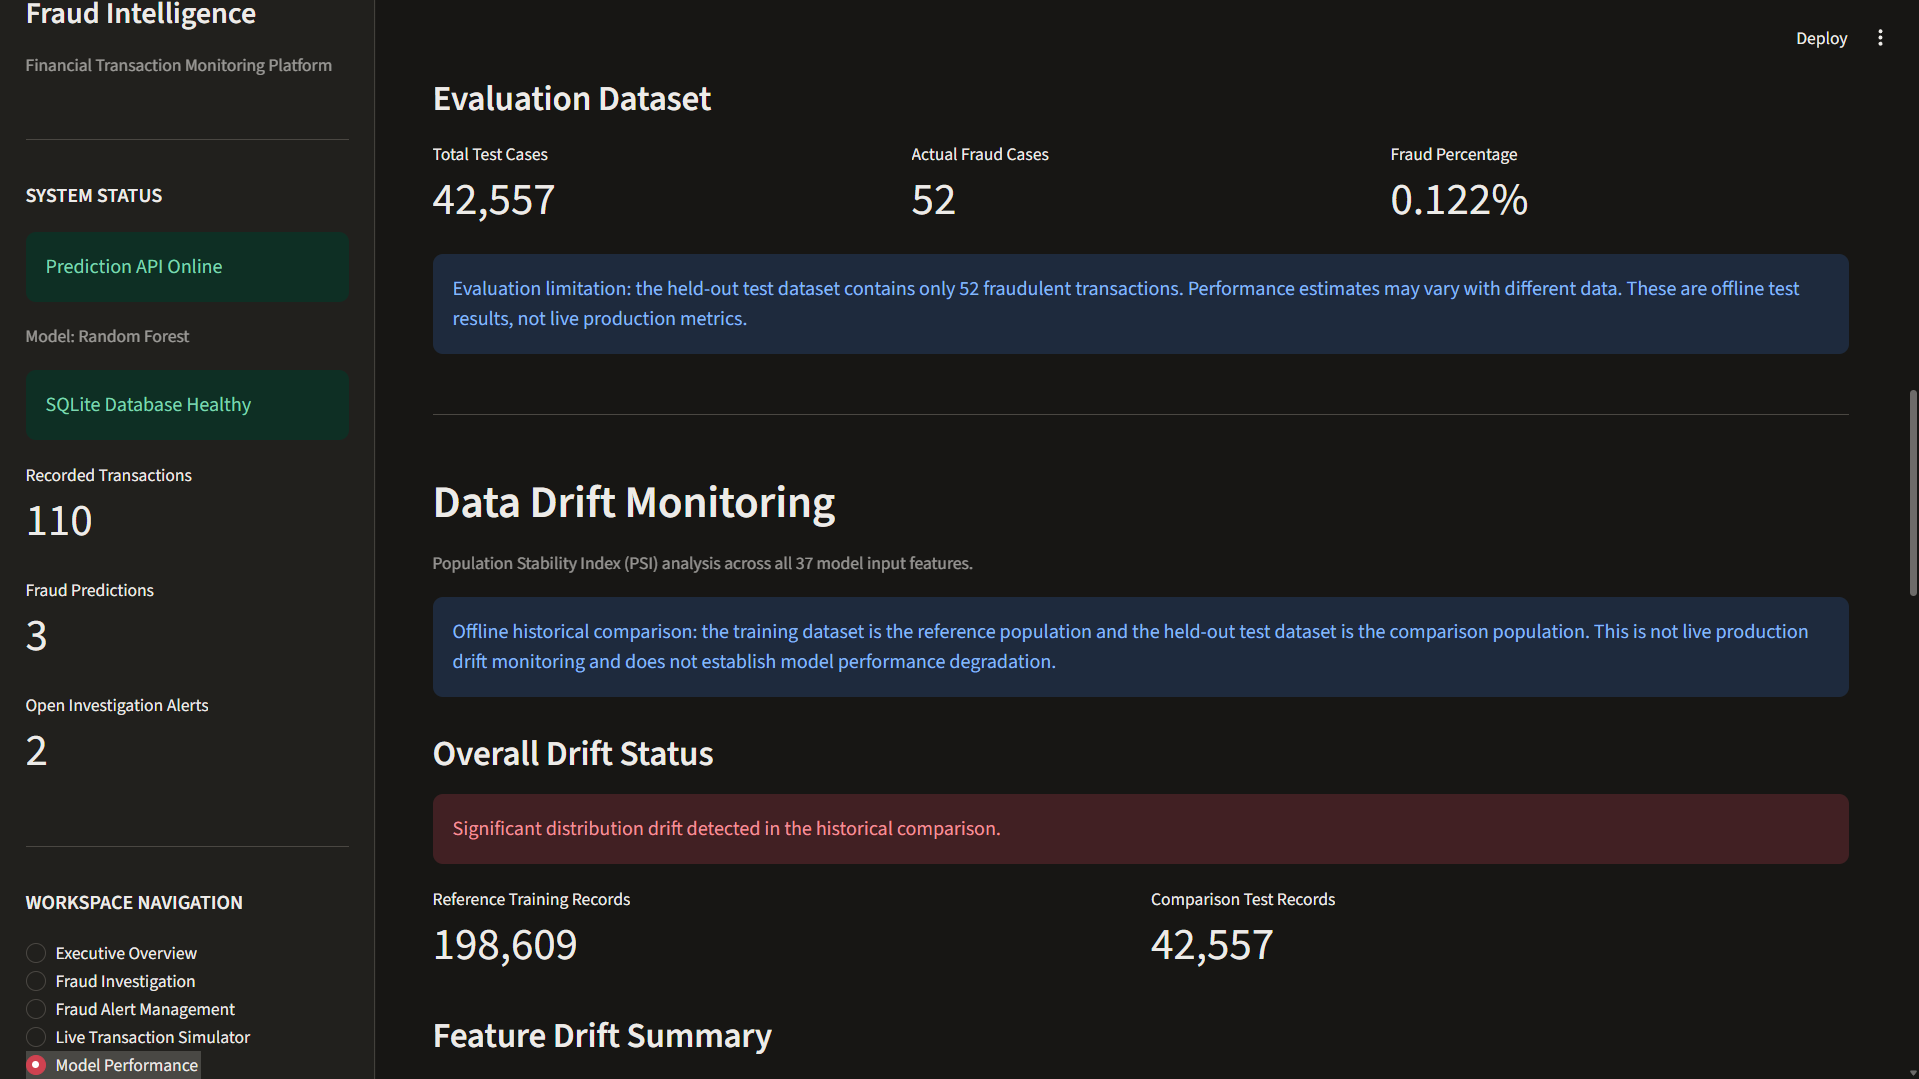 Fraud Intelligence
Financial Transaction Monitoring Platform
SYSTEM STATUS
Prediction API Online
Model: Random Forest
SQLite Database Healthy
Recorded Transactions
110
Fraud Predictions
3
Open Investigation Alerts
2
WORKSPACE NAVIGATION
Executive Overview
Fraud Investigation
Fraud Alert Management
Live Transaction Simulator
Model Performance
Deploy
Evaluation Dataset
Total Test Cases
42,557
Actual Fraud Cases
52
Fraud Percentage
0.122%
Evaluation limitation: the held-out test dataset contains only 52 fraudulent transactions. Performance estimates may vary with different data. These are offline test
results, not live production metrics.
Data Drift Monitoring
Population Stability Index (PSI) analysis across all 37 model input features.
Offline historical comparison: the training dataset is the reference population and the held-out test dataset is the comparison population. This is not live production
drift monitoring and does not establish model performance degradation.
Overall Drift Status
Significant distribution drift detected in the historical comparison.
Reference Training Records
198,609
Comparison Test Records
42,557
Feature Drift Summary